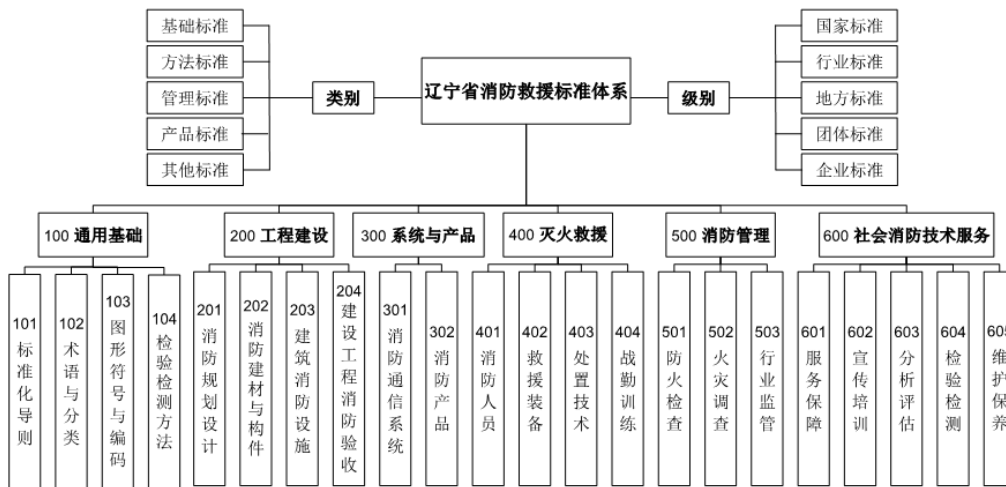 基础标准
方法标准
管理标准
产品标准
其他标准
类别
辽宁省消防救援标准体系
级别
国家标准
行业标准
地方标准
团体标准
企业标准
100 通用基础
200 工程建设
300 系统与产品
400 灭火救援
500 消防管理
600 社会消防技术服务
101 标准化导则
102 术语与分类
103 图形符号与编码
104 检验检测方法
201 消防规划设计
202 消防建材与构件
203 建筑消防设施
204 建设工程消防验收
301 消防通信系统
302 消防产品
401 消防人员
402 救援装备
403 处置技术
404 战勤训练
501 防火检查
502 火灾调查
503 行业监管
601 服务保障
602 宣传培训
603 分析评估
604 检验检测
605 维护保养